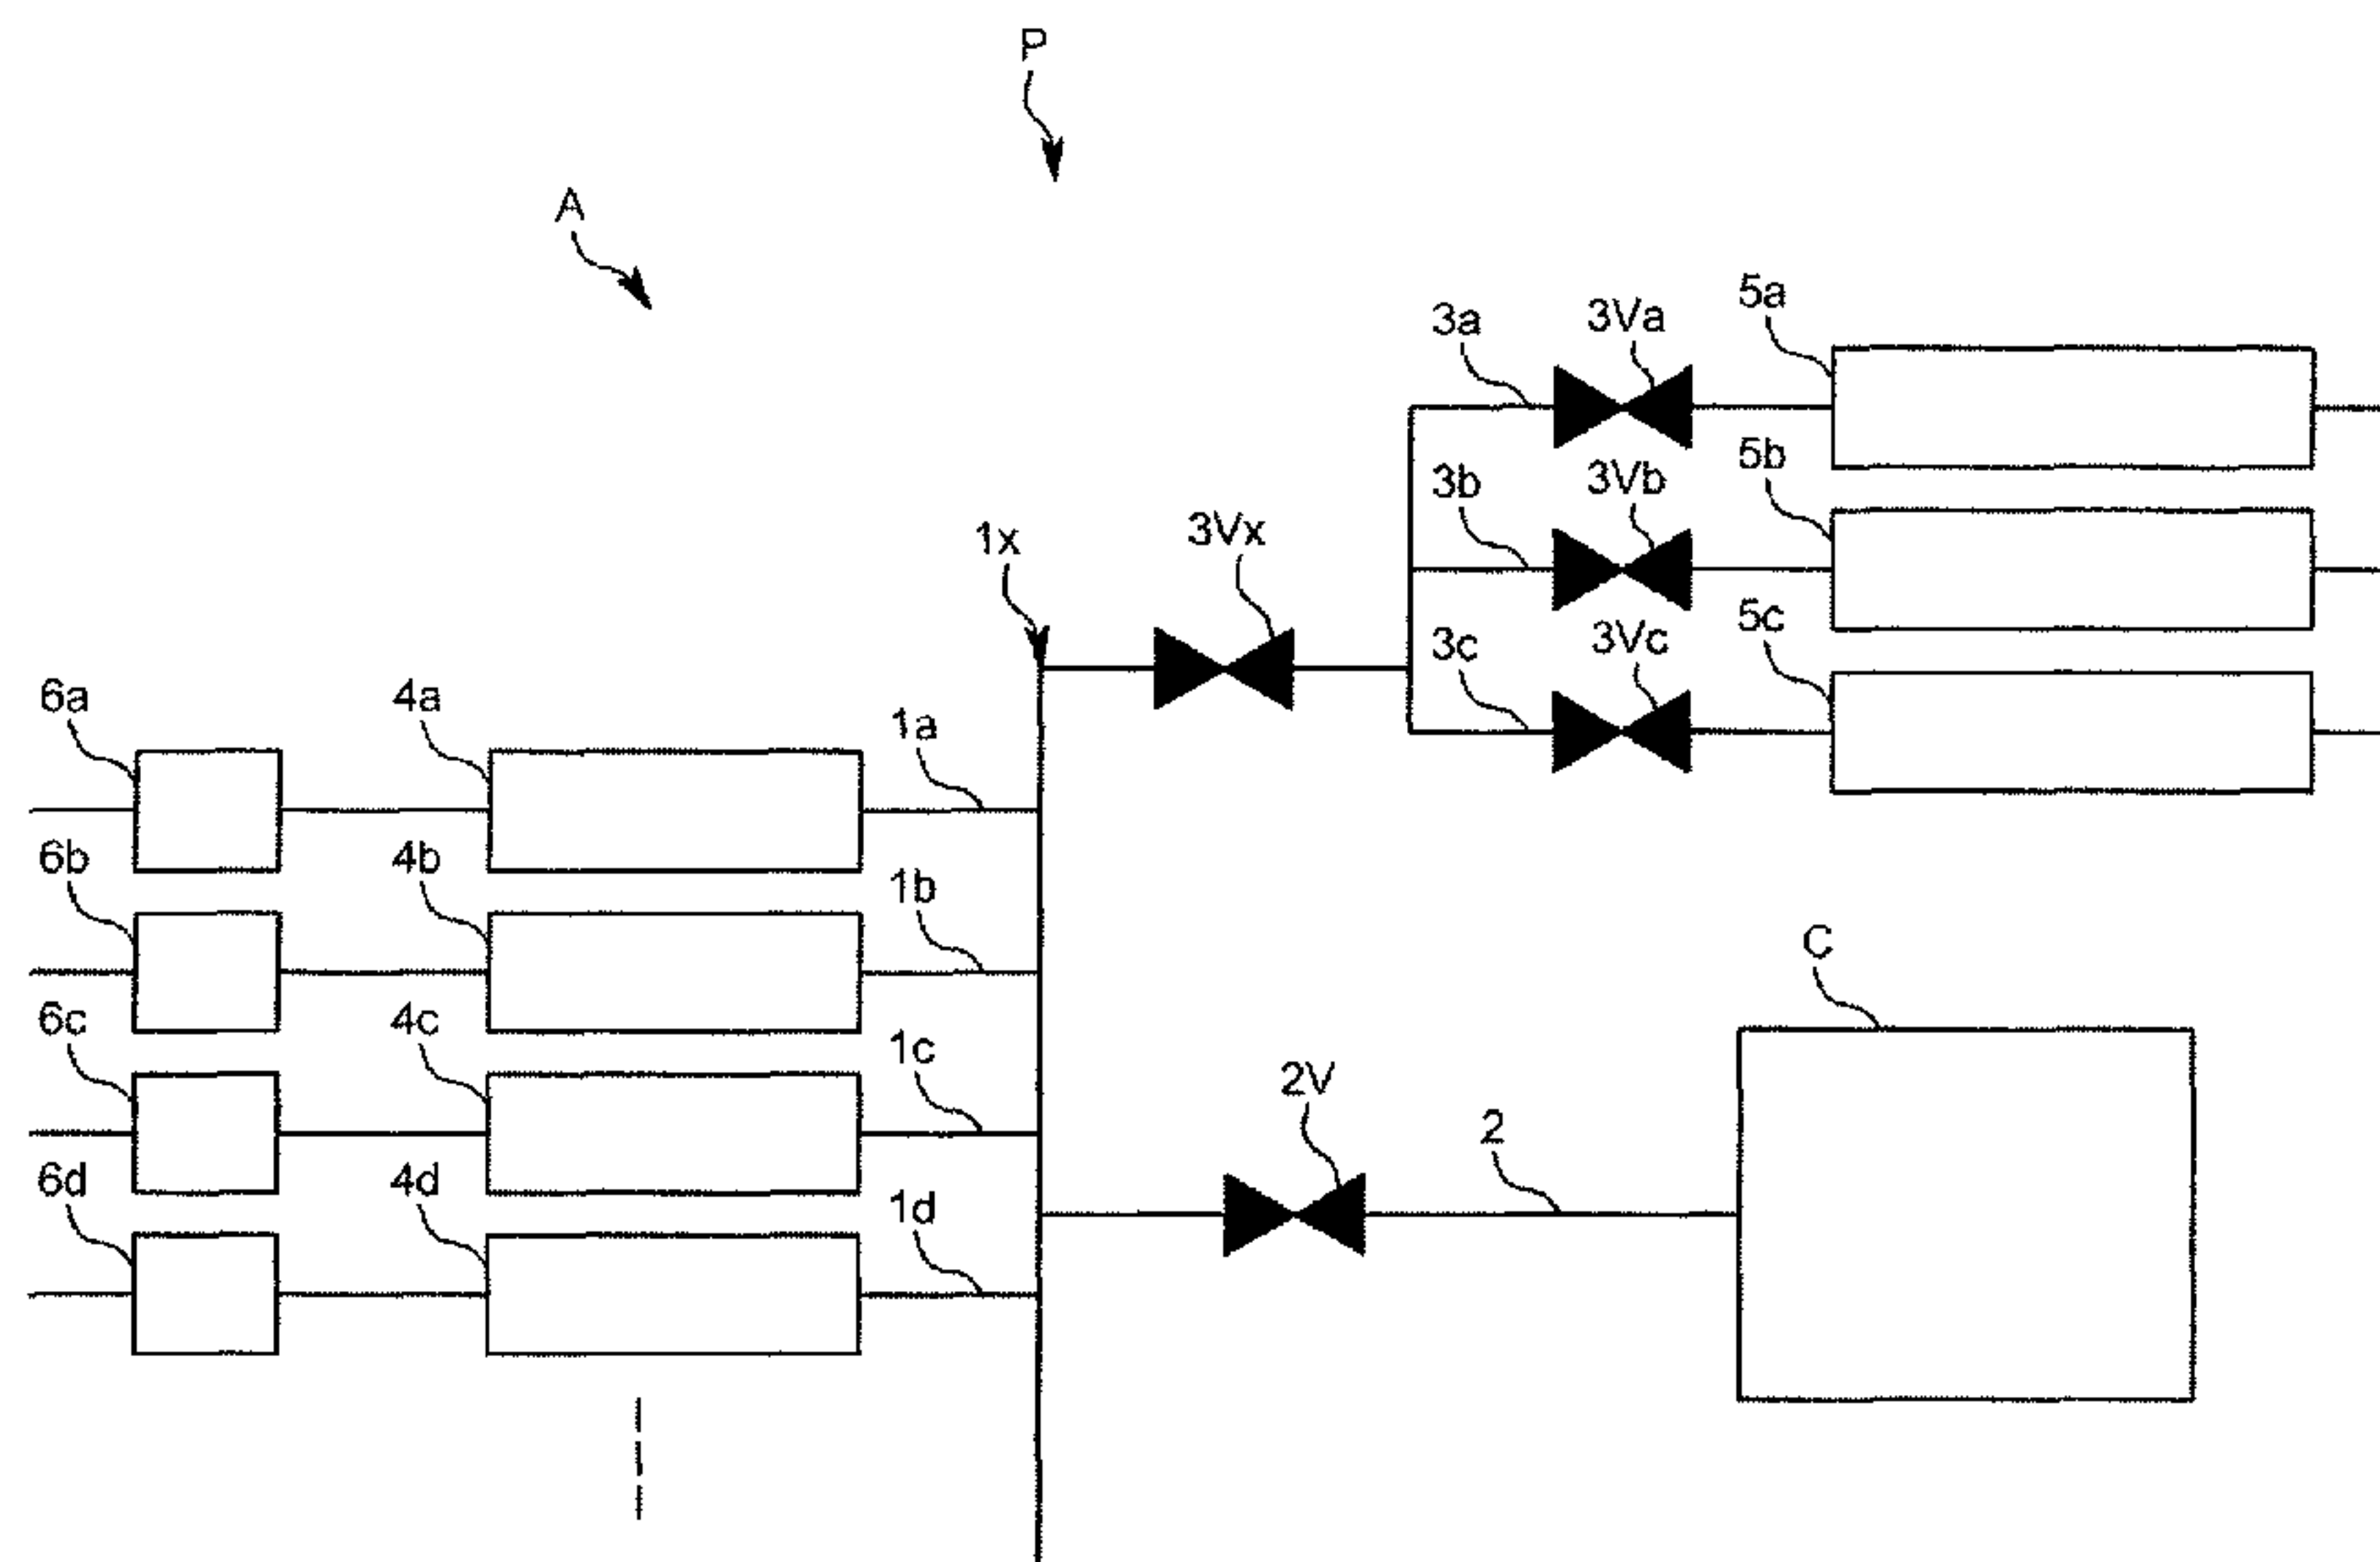 P
A
5a
3a 3Va
5b
3b 3Vb
1x 3Vx
5c
3c 3Vc
6a 4a 1a
6b 4b 1b
C
6c 4c 1c
2V
2
6d 4d 1d